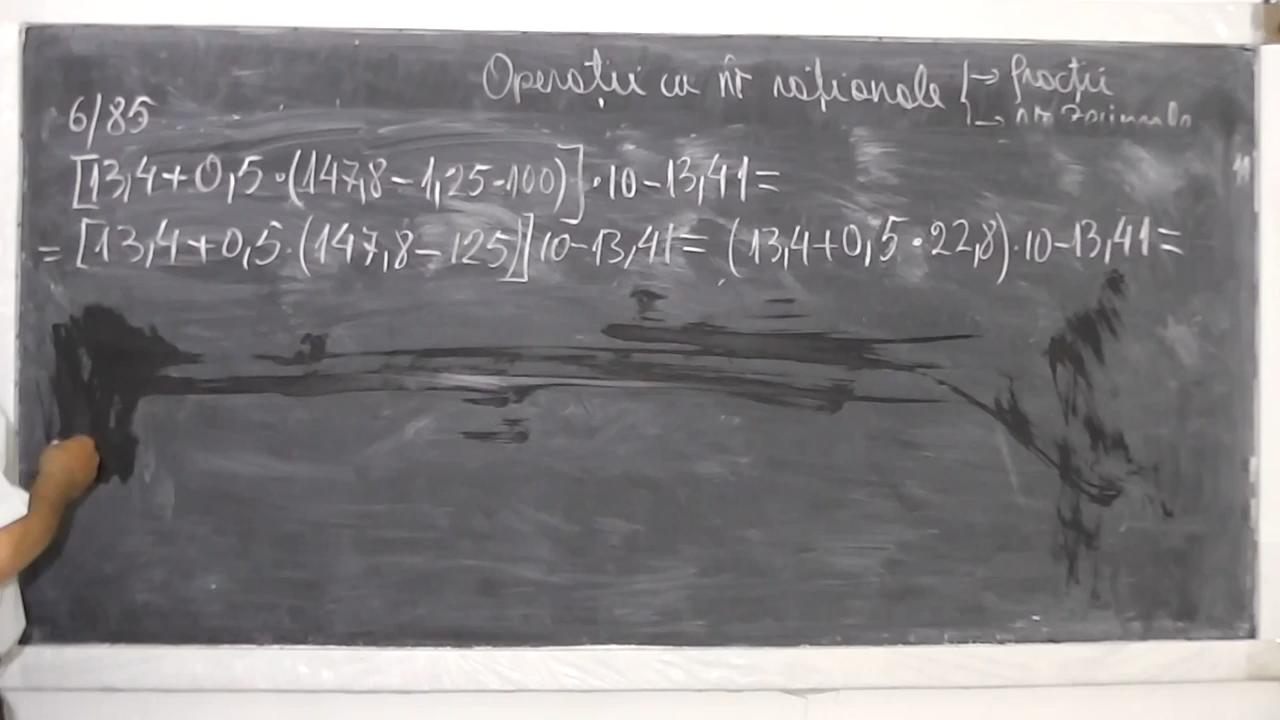 Operații cu nr raționale { → fracții
→ nr zecimale
6/85
[13,4+0,5·(147,8-1,25·100)]·10-13,41=
=[13,4+0,5·(147,8-125)]10-13,41=(13,4+0,5·22,8)·10-13,41=